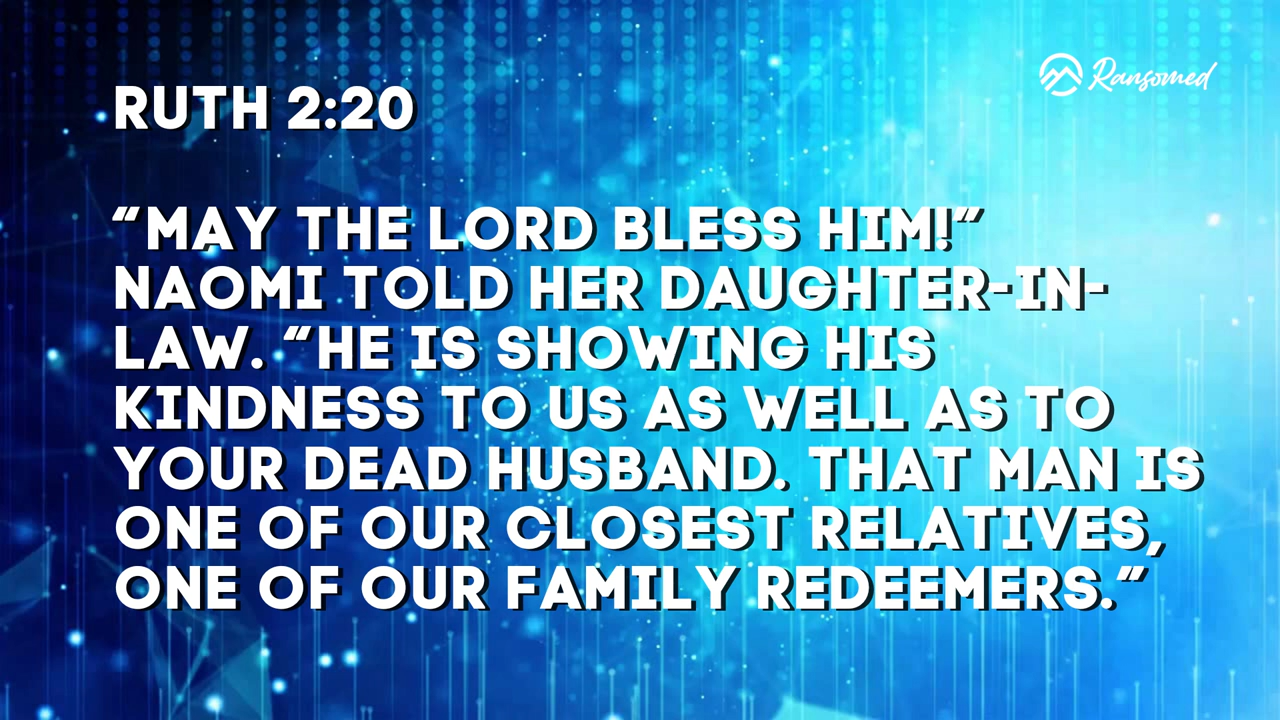 RUTH 2:20
Ransomed
“MAY THE LORD BLESS HIM!”
NAOMI TOLD HER DAUGHTER-IN-
LAW. “HE IS SHOWING HIS
KINDNESS TO US AS WELL AS TO
YOUR DEAD HUSBAND. THAT MAN IS
ONE OF OUR CLOSEST RELATIVES,
ONE OF OUR FAMILY REDEEMERS.”